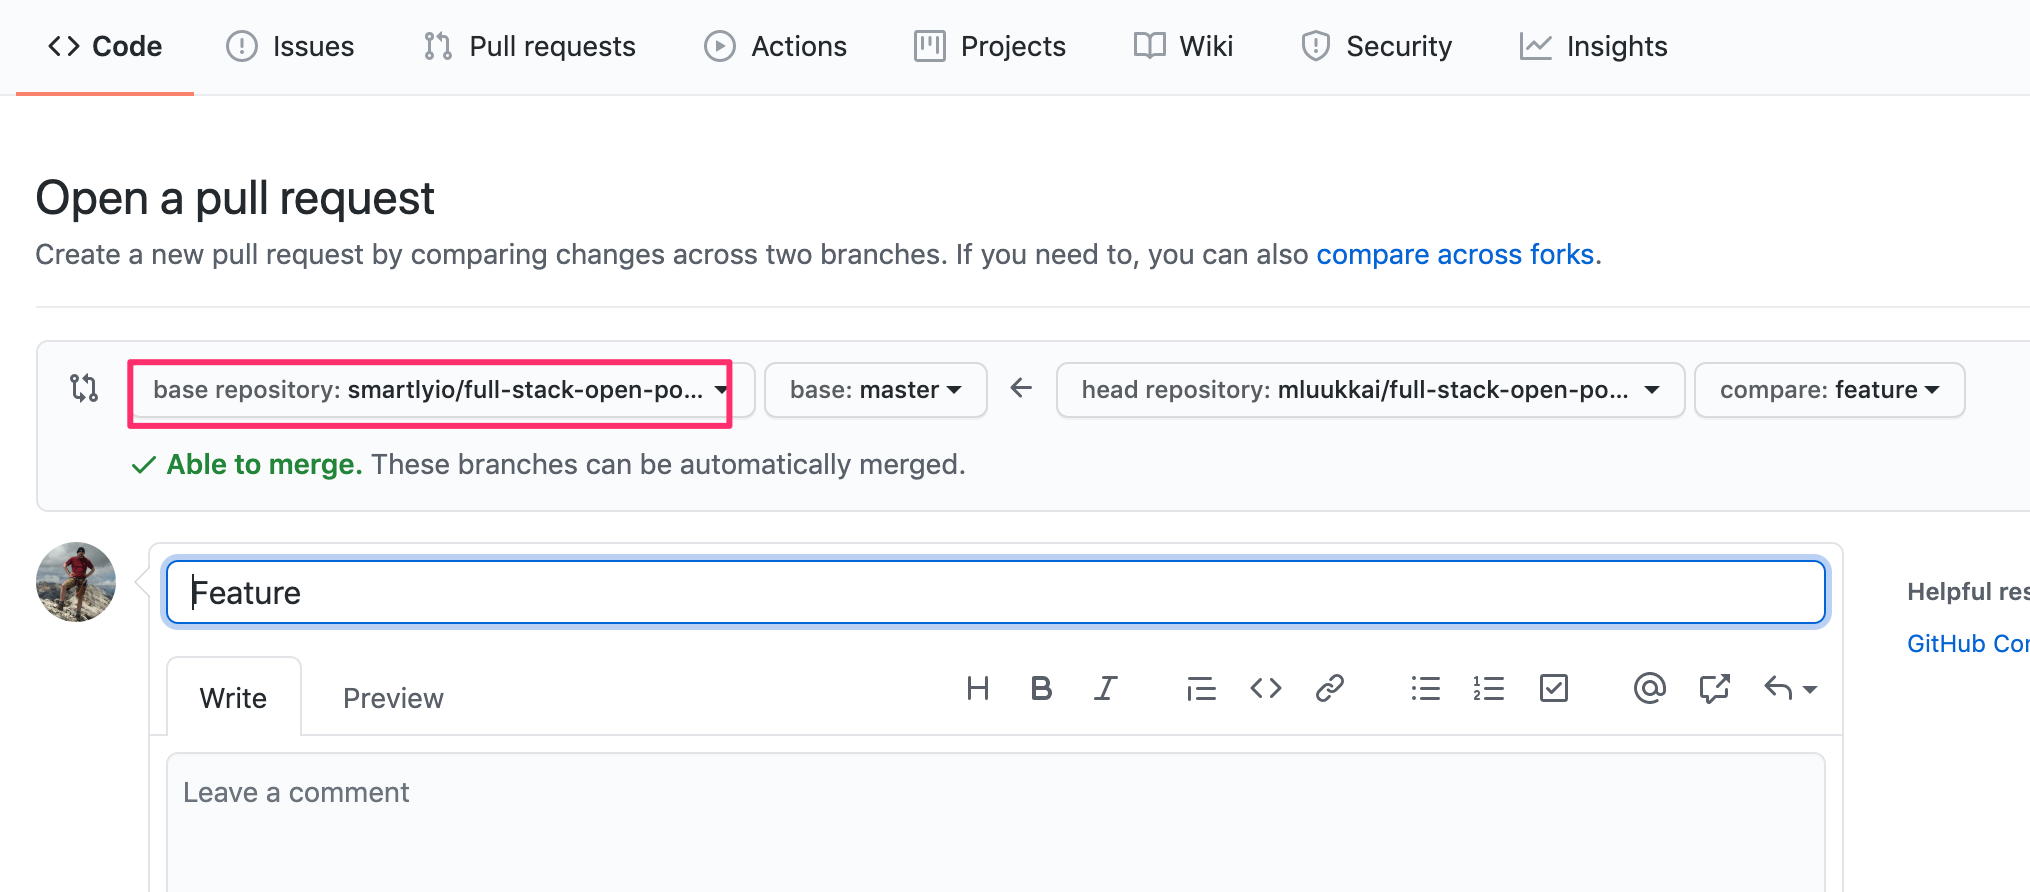 Code Issues Pull requests Actions Projects Wiki Security Insights
Open a pull request
Create a new pull request by comparing changes across two branches. If you need to, you can also compare across forks.
base repository: smartlyio/full-stack-open-po... base: master head repository: mluukkai/full-stack-open-po... compare: feature
Able to merge. These branches can be automatically merged.
Feature
Helpful res
GitHub Con
Write Preview
Leave a comment